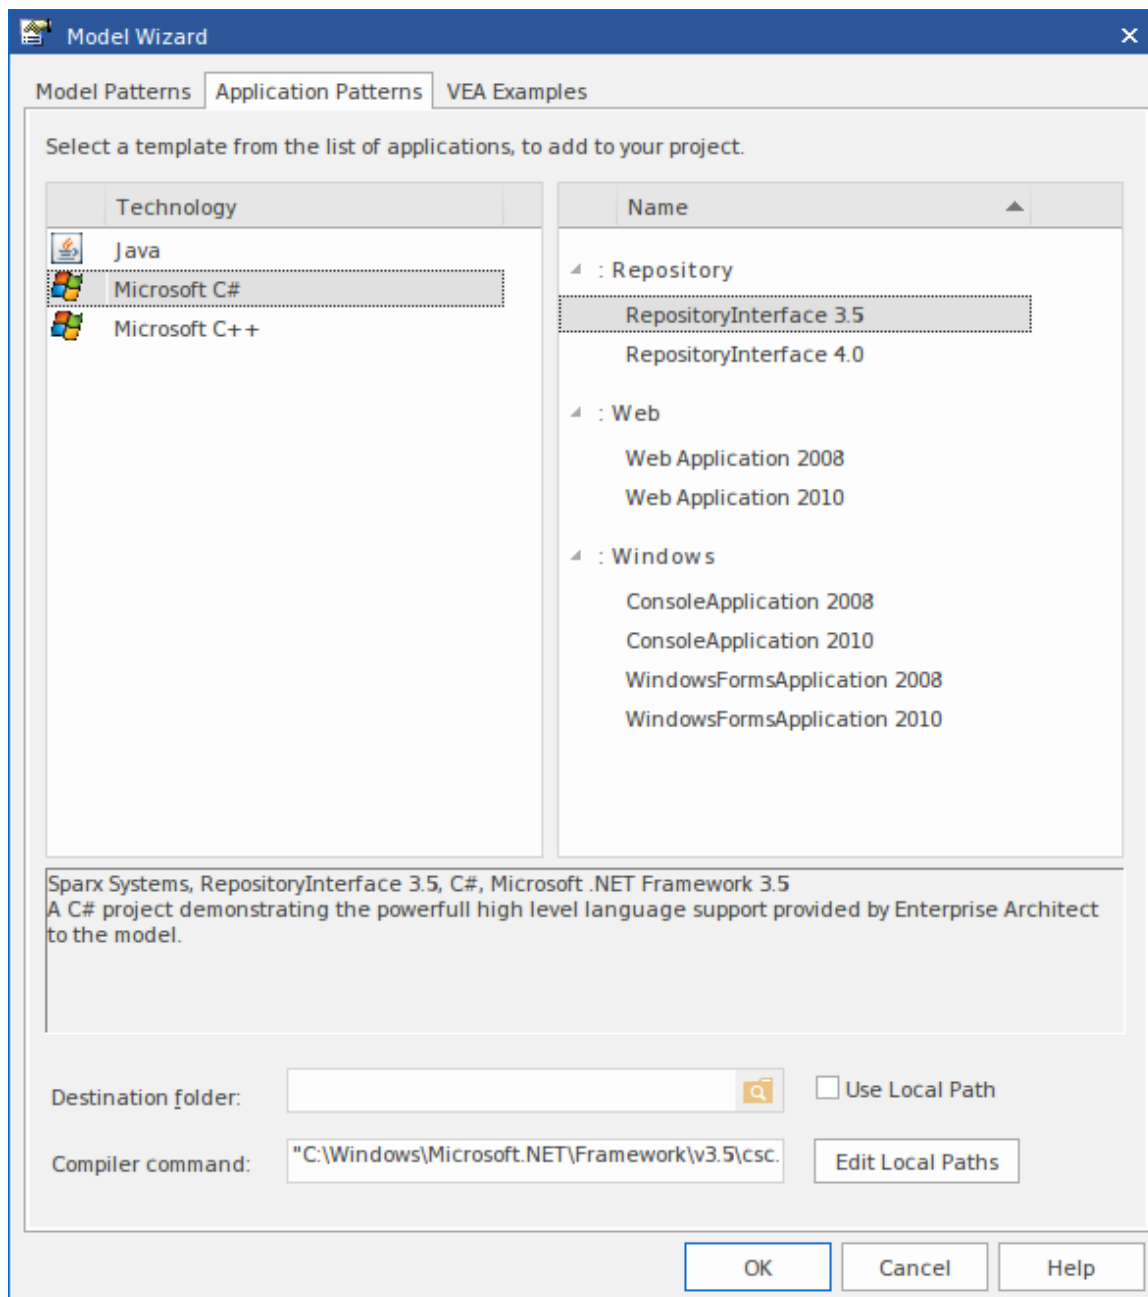 Model Wizard
Model Patterns
Application Patterns
VEA Examples
Select a template from the list of applications, to add to your project.
Technology
Java
Microsoft C#
Microsoft C++
Name
: Repository
RepositoryInterface 3.5
RepositoryInterface 4.0
: Web
Web Application 2008
Web Application 2010
: Windows
ConsoleApplication 2008
ConsoleApplication 2010
WindowsFormsApplication 2008
WindowsFormsApplication 2010
Sparx Systems, RepositoryInterface 3.5, C#, Microsoft .NET Framework 3.5
A C# project demonstrating the powerfull high level language support provided by Enterprise Architect
to the model.
Destination folder:
Use Local Path
Compiler command:
"C:\Windows\Microsoft.NET\Framework\v3.5\csc.
Edit Local Paths
OK
Cancel
Help